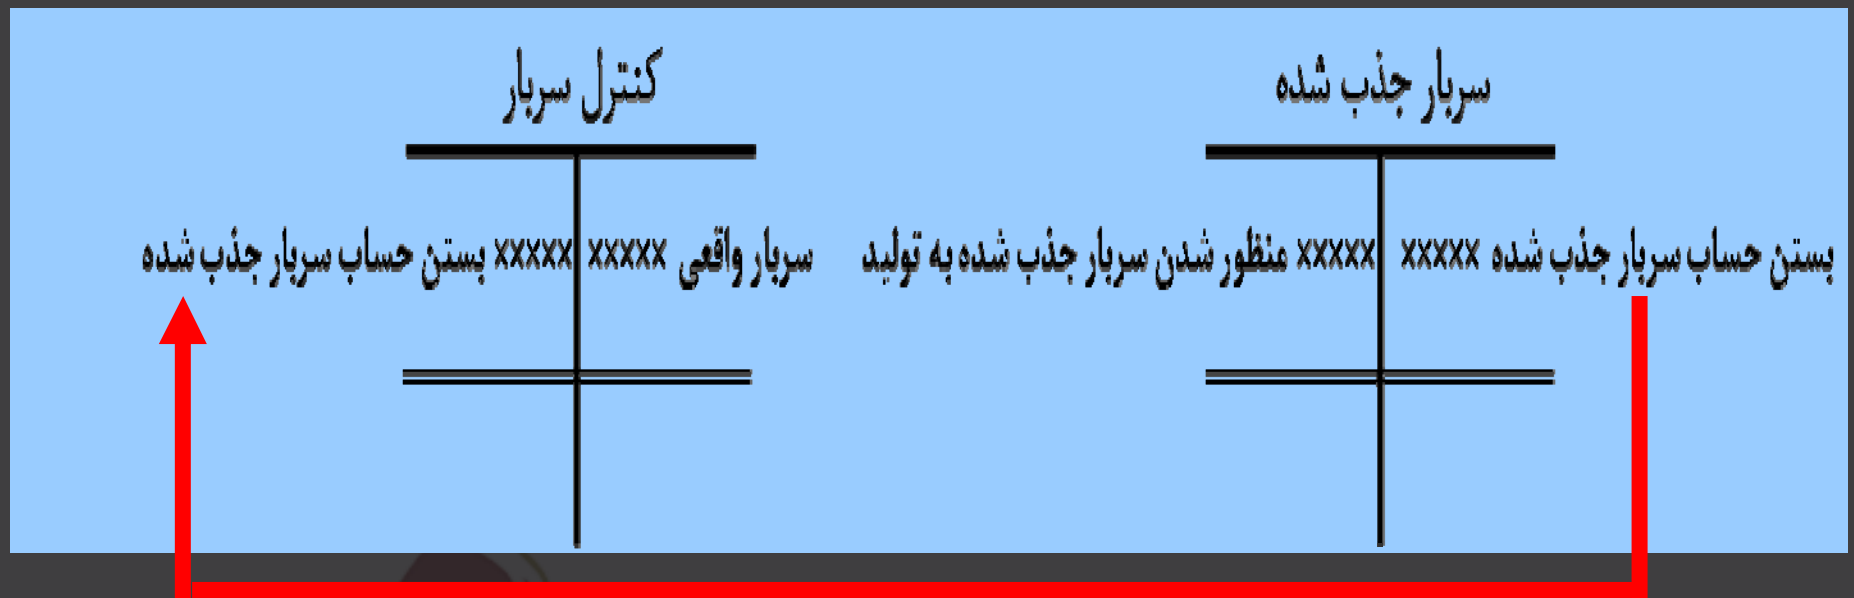 سربار جذب شده
کنترل سربار
بستن حساب سربار جذب شده xxxxx xxxxx منظور شدن سربار جذب شده به تولید
سربار واقعی xxxxx xxxxx بستن حساب سربار جذب شده